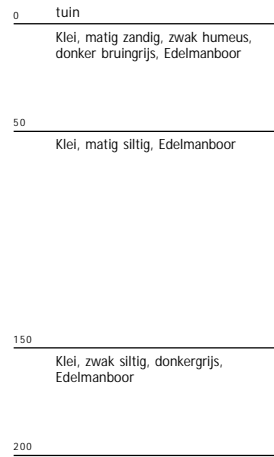 0 tuin
Klei, matig zandig, zwak humeus,
donker bruingrijs, Edelmanboor
50
Klei, matig siltig, Edelmanboor
150
Klei, zwak siltig, donkergrijs,
Edelmanboor
200